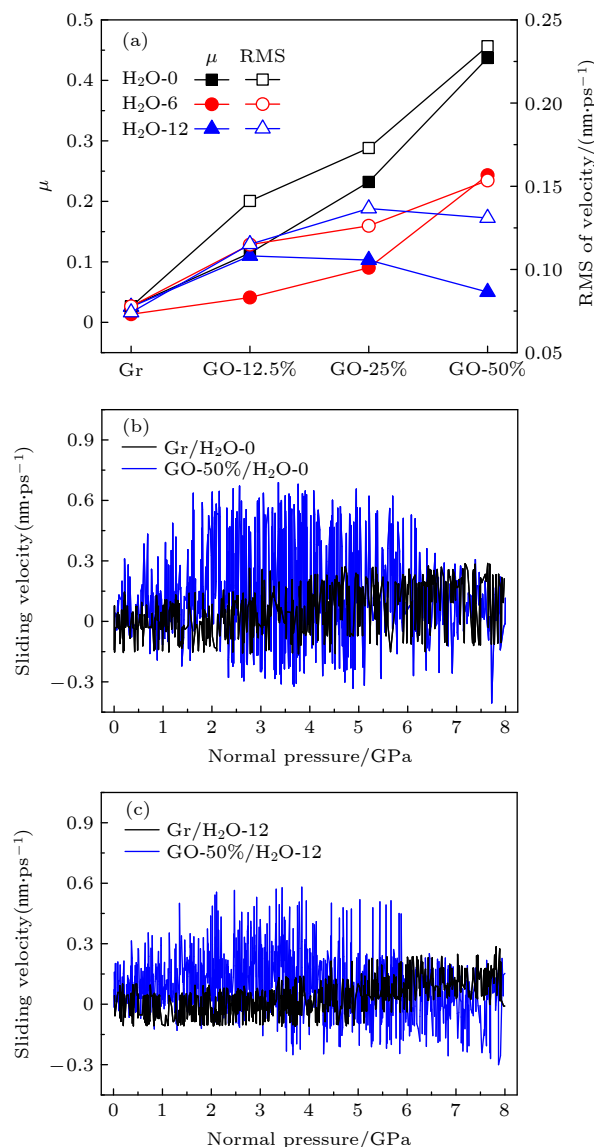 (a)
μ RMS
H₂O-0
H₂O-6
H₂O-12
0.5
0.4
0.3
0.2
0.1
0
μ
0.25
0.20
0.15
0.10
0.05
RMS of velocity/(nm·ps⁻¹)
Gr GO-12.5% GO-25% GO-50%
(b)
Gr/H₂O-0
GO-50%/H₂O-0
0.9
0.6
0.3
0
−0.3
Sliding velocity(nm·ps⁻¹)
0 1 2 3 4 5 6 7 8
Normal pressure/GPa
(c)
Gr/H₂O-12
GO-50%/H₂O-12
0.9
0.6
0.3
0
−0.3
Sliding velocity(nm·ps⁻¹)
0 1 2 3 4 5 6 7 8
Normal pressure/GPa